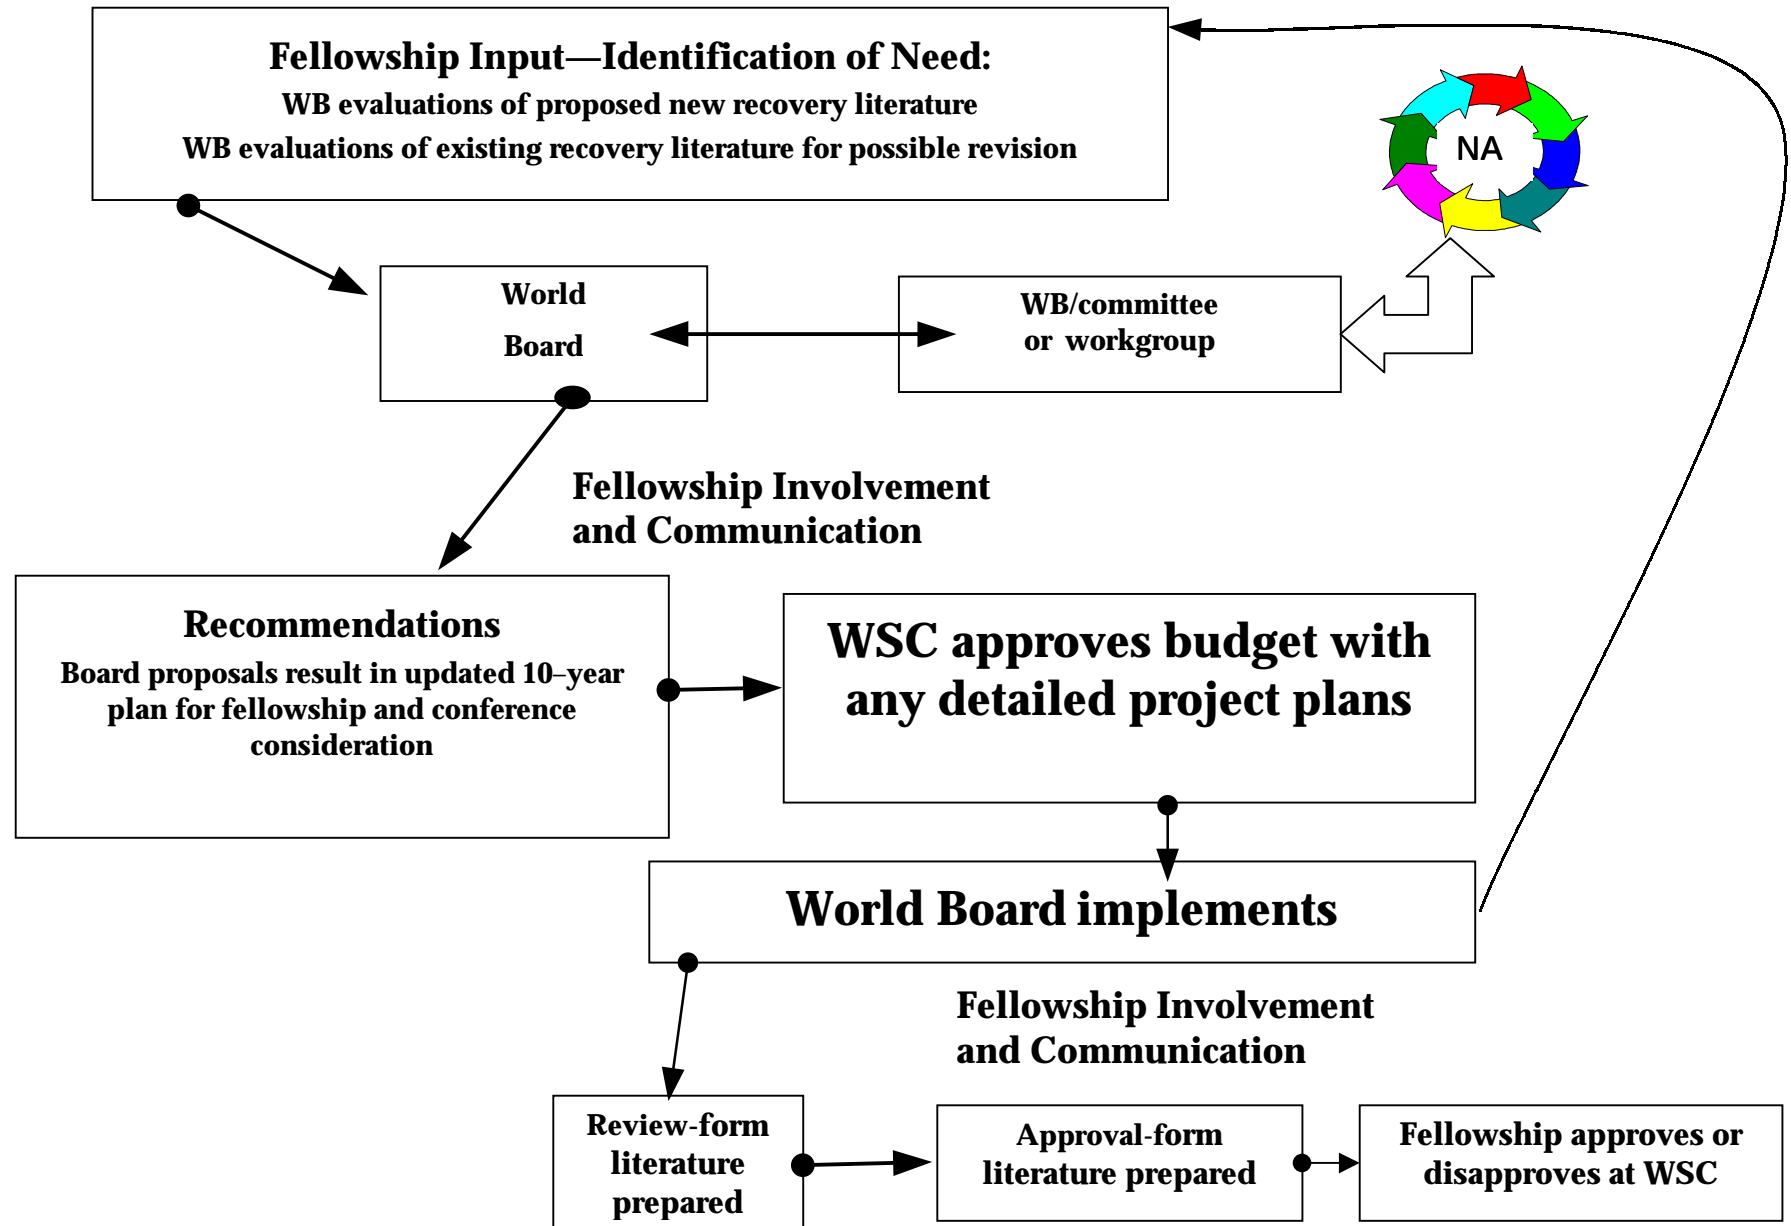 Fellowship Input—Identification of Need:
WB evaluations of proposed new recovery literature
WB evaluations of existing recovery literature for possible revision
NA
World
Board
WB/committee
or workgroup
Fellowship Involvement
and Communication
Recommendations
Board proposals result in updated 10–year
plan for fellowship and conference
consideration
WSC approves budget with
any detailed project plans
World Board implements
Fellowship Involvement
and Communication
Review-form
literature
prepared
Approval-form
literature prepared
Fellowship approves or
disapproves at WSC